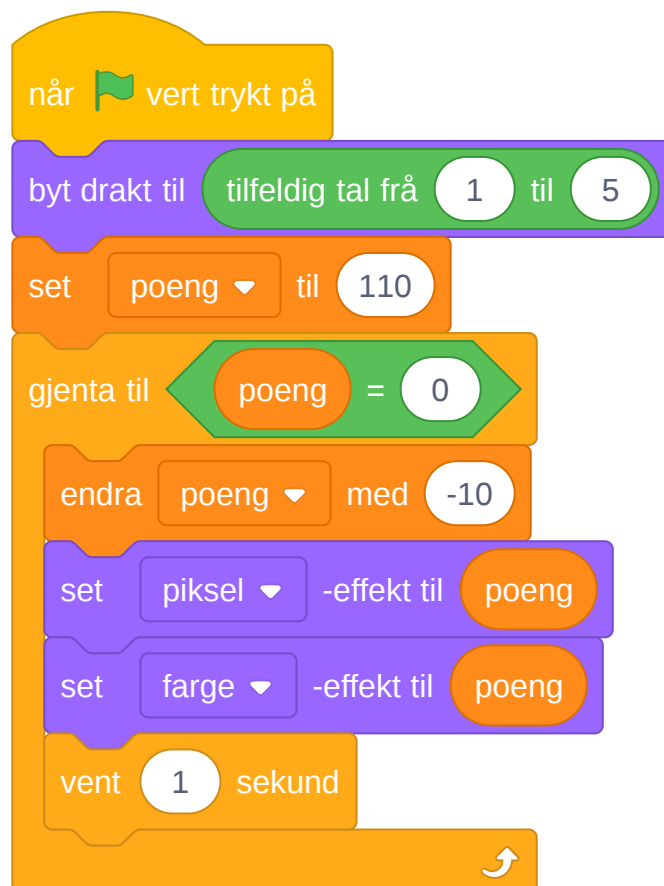 når vert trykt på
byt drakt til tilfeldig tal frå 1 til 5
set poeng til 110
gjenta til poeng = 0
endra poeng med -10
set piksel -effekt til poeng
set farge -effekt til poeng
vent 1 sekund